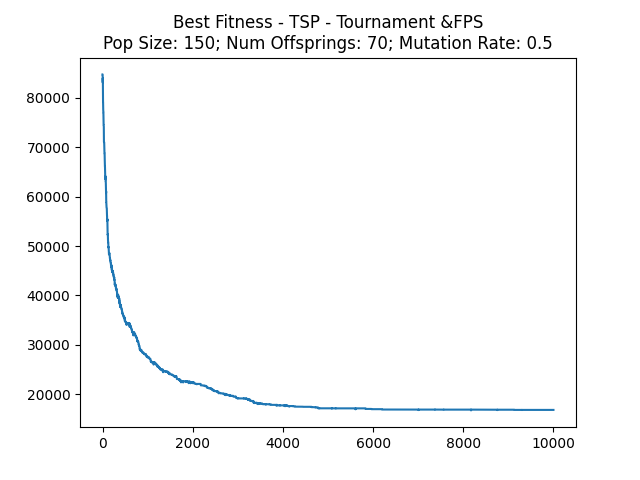 Best Fitness - TSP - Tournament &FPS
Pop Size: 150; Num Offsprings: 70; Mutation Rate: 0.5
80000
70000
60000
50000
40000
30000
20000
0 2000 4000 6000 8000 10000